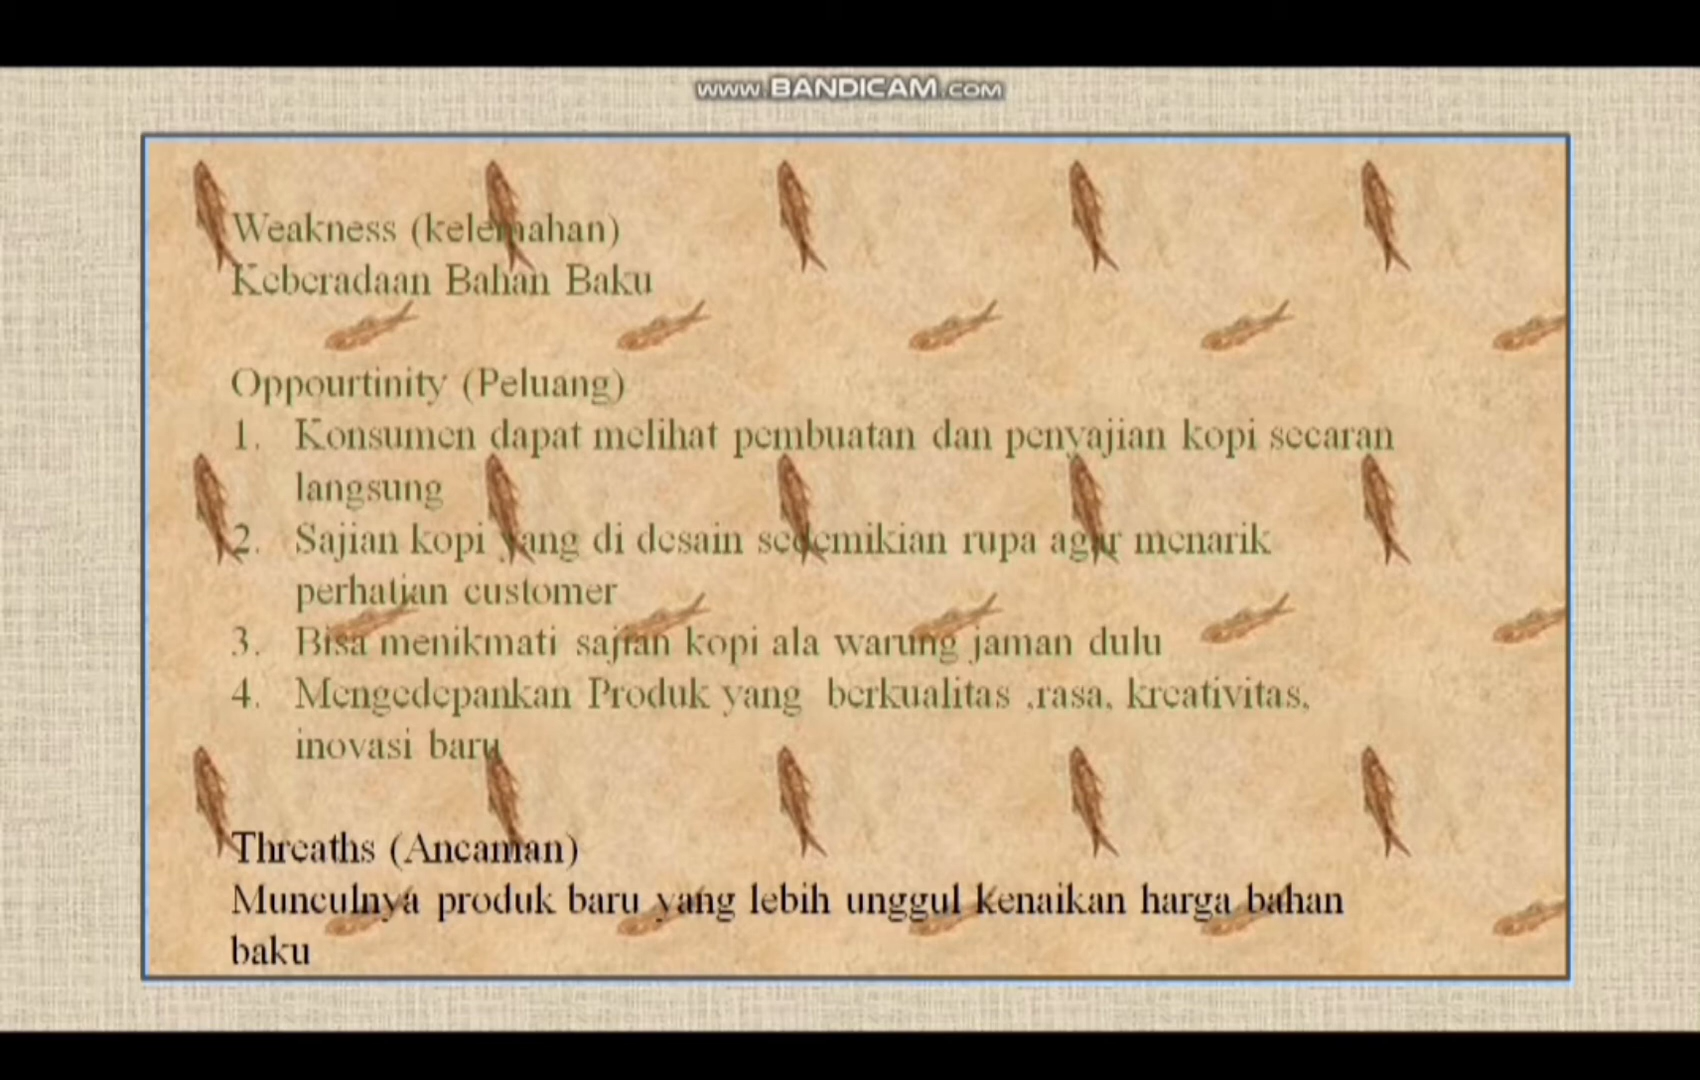 www.BANDICAM.com
Weakness (kelemahan)
Keberadaan Bahan Baku
Oppourtinity (Peluang)
1. Konsumen dapat melihat pembuatan dan penyajian kopi secaran
langsung
2. Sajian kopi yang di desain sedemikian rupa agar menarik
perhatian customer
3. Bisa menikmati sajian kopi ala warung jaman dulu
4. Mengedepankan Produk yang berkualitas ,rasa, kreativitas,
inovasi baru
Threaths (Ancaman)
Munculnya produk baru yang lebih unggul kenaikan harga bahan
baku